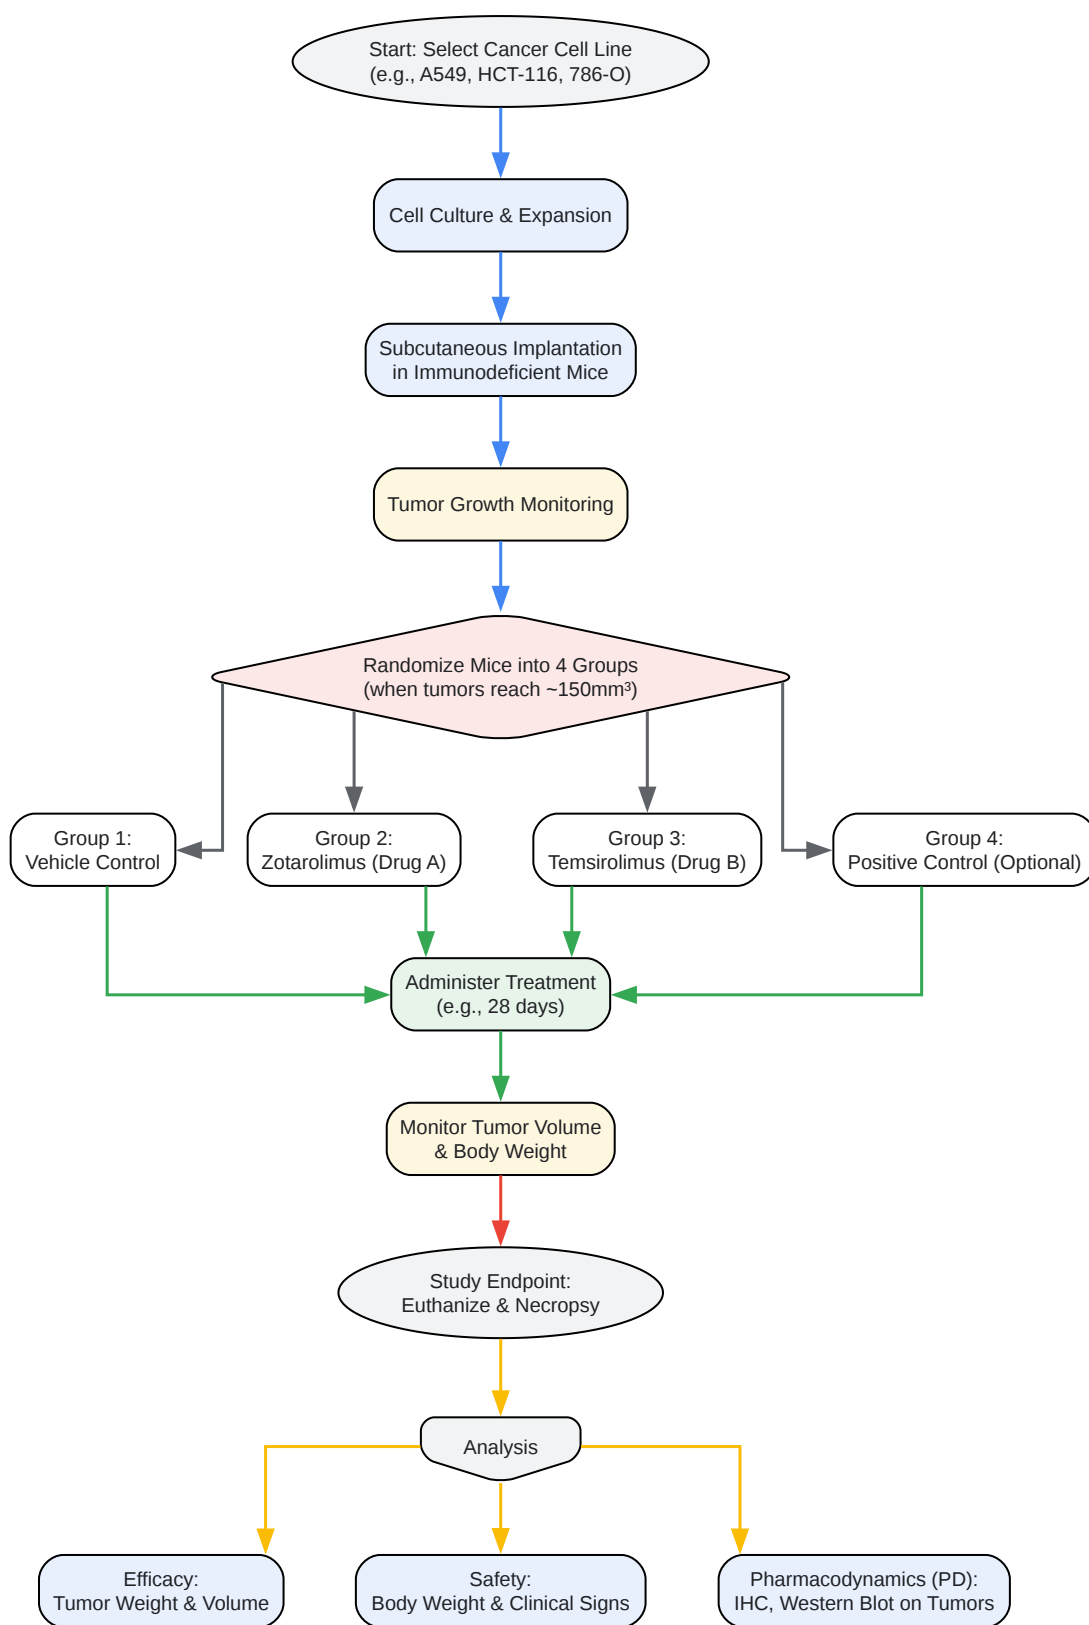 Start: Select Cancer Cell Line
(e.g., A549, HCT-116, 786-O)
Cell Culture & Expansion
Subcutaneous Implantation
in Immunodeficient Mice
Tumor Growth Monitoring
Randomize Mice into 4 Groups
(when tumors reach ~150mm³)
Group 1:
Vehicle Control
Group 2:
Zotarolimus (Drug A)
Group 3:
Temsirolimus (Drug B)
Group 4:
Positive Control (Optional)
Administer Treatment
(e.g., 28 days)
Monitor Tumor Volume
& Body Weight
Study Endpoint:
Euthanize & Necropsy
Analysis
Efficacy:
Tumor Weight & Volume
Safety:
Body Weight & Clinical Signs
Pharmacodynamics (PD):
IHC, Western Blot on Tumors